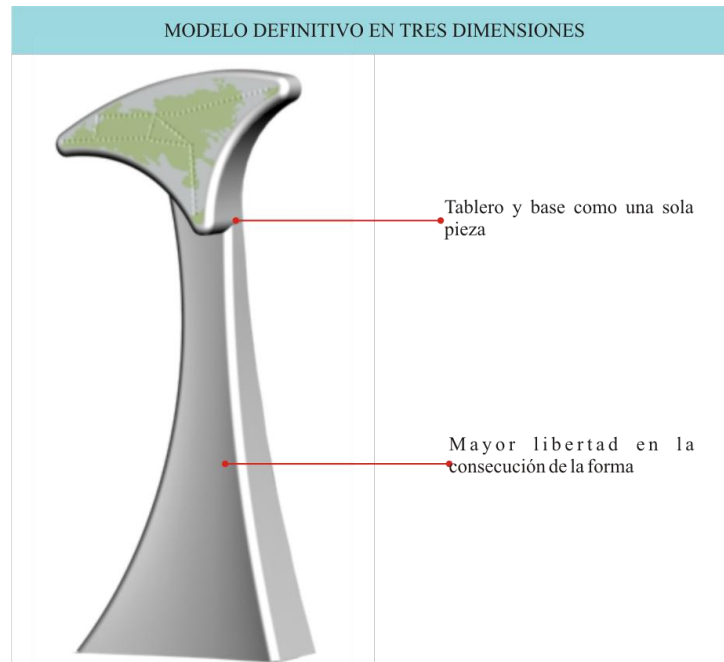 MODELO DEFINITIVO EN TRES DIMENSIONES
Tablero y base como una sola
pieza
Mayor libertad en la
consecución de la forma